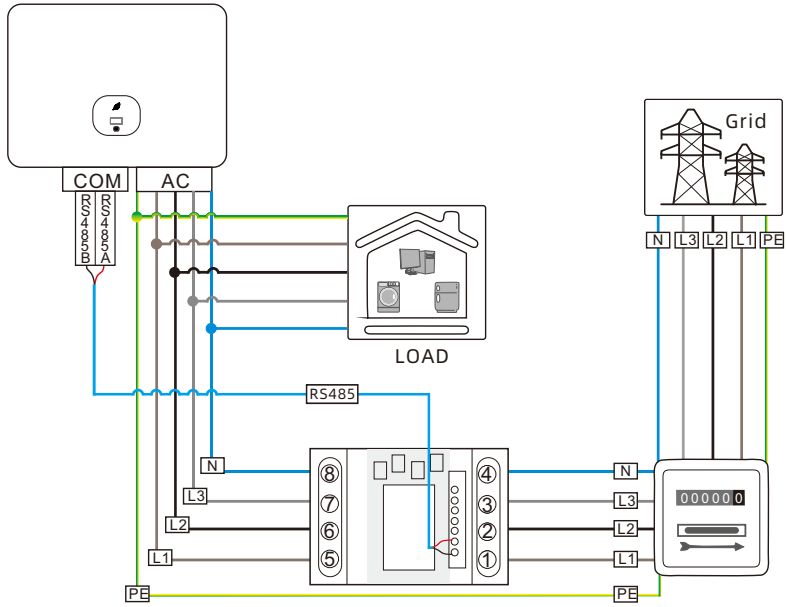 Grid
COM
AC
RS485B
RS485A
N
L3
L2
L1
PE
LOAD
RS485
N
8
4
N
L3
7
3
L3
000000
L2
6
2
L2
L1
5
1
L1
PE
PE